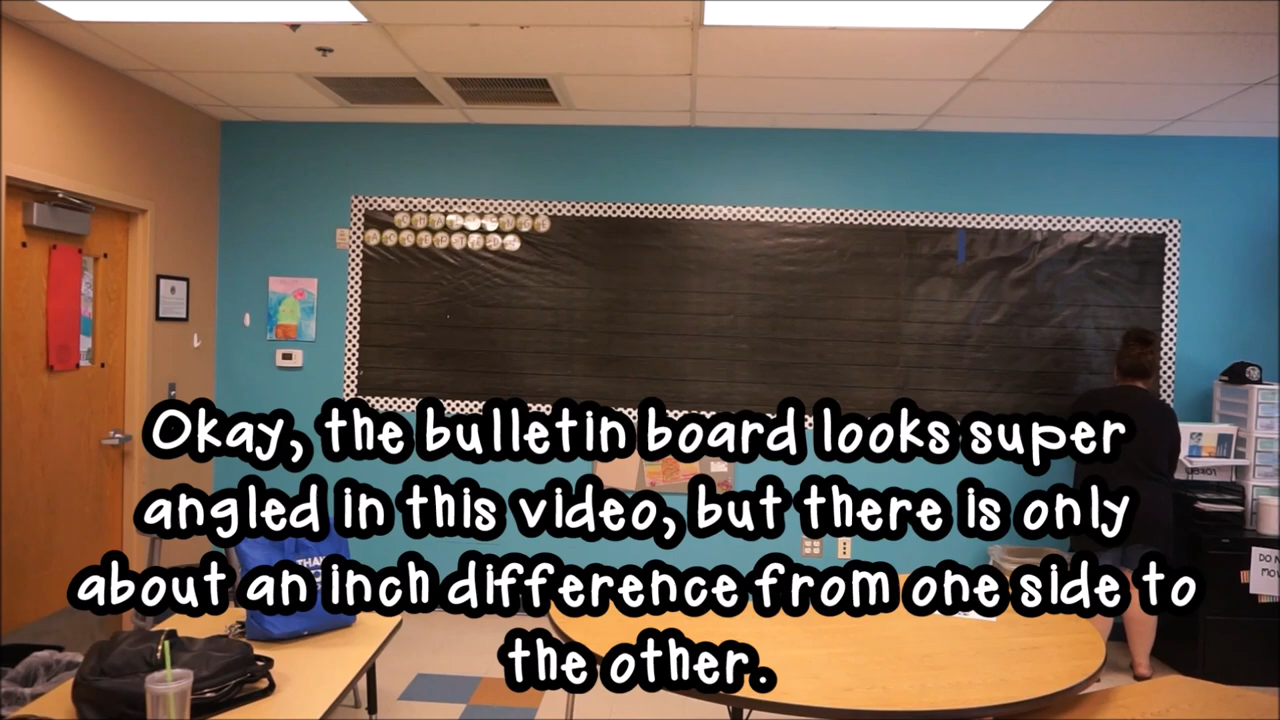 Okay, the bulletin board looks super
angled in this video, but there is only
about an inch difference from one side to
the other.